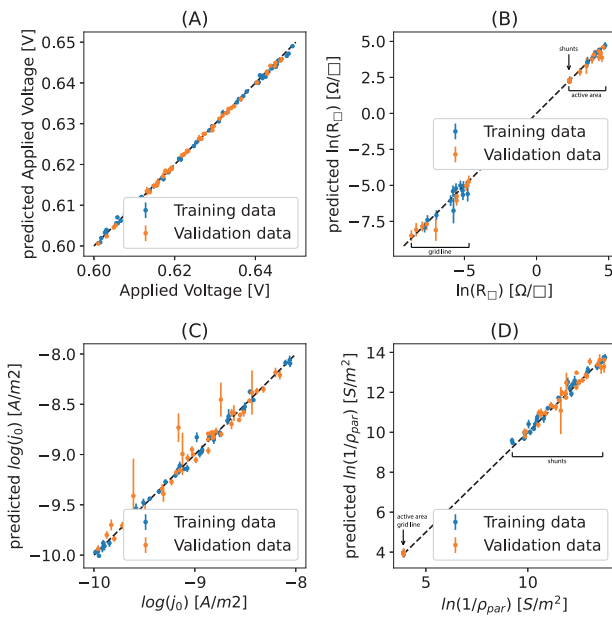 (A)
predicted Applied Voltage [V]
0.65
0.64
0.63
0.62
0.61
0.60
Training data
Validation data
0.60
0.62
0.64
Applied Voltage [V]
(B)
predicted ln(R□) [Ω/□]
5.0
2.5
0.0
−2.5
−5.0
−7.5
shunts
active area
Training data
Validation data
grid line
−5
0
5
ln(R□) [Ω/□]
(C)
predicted log(j₀) [A/m2]
−8.0
−8.5
−9.0
−9.5
−10.0
Training data
Validation data
−10
−9
−8
log(j₀) [A/m2]
(D)
predicted ln(1/ρpar) [S/m²]
14
12
10
8
6
4
shunts
active area
grid line
Training data
Validation data
5
10
ln(1/ρpar) [S/m²]